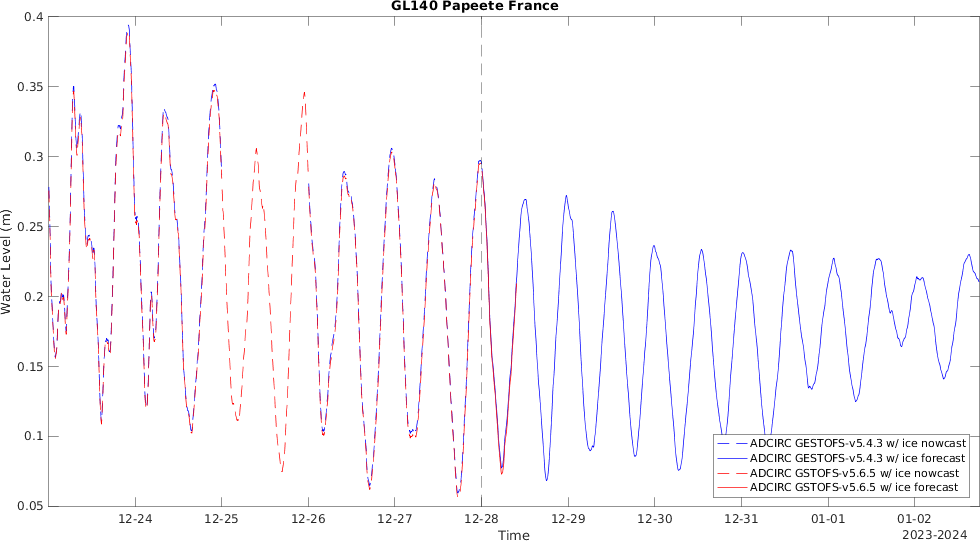 GL140 Papeete France
0.4
0.35
0.3
0.25
0.2
0.15
0.1
0.05
Water Level (m)
12-24
12-25
12-26
12-27
12-28
12-29
12-30
12-31
01-01
01-02
Time
2023-2024
ADCIRC GESTOFS-v5.4.3 w/ ice nowcast
ADCIRC GESTOFS-v5.4.3 w/ ice forecast
ADCIRC GSTOFS-v5.6.5 w/ ice nowcast
ADCIRC GSTOFS-v5.6.5 w/ ice forecast